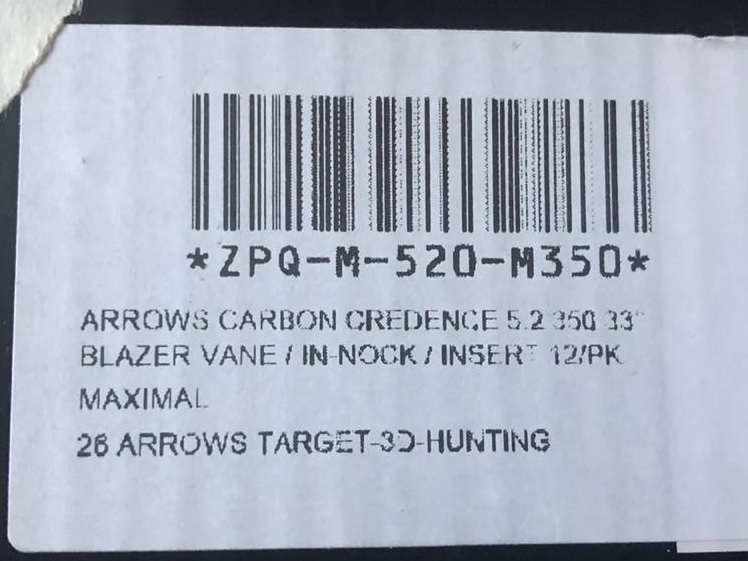 *ZPQ-M-520-M350*
ARROWS CARBON CREDENCE 5.2 350 33"
BLAZER VANE / IN-NOCK / INSERT 12/PK
MAXIMAL
26 ARROWS TARGET-3D-HUNTING